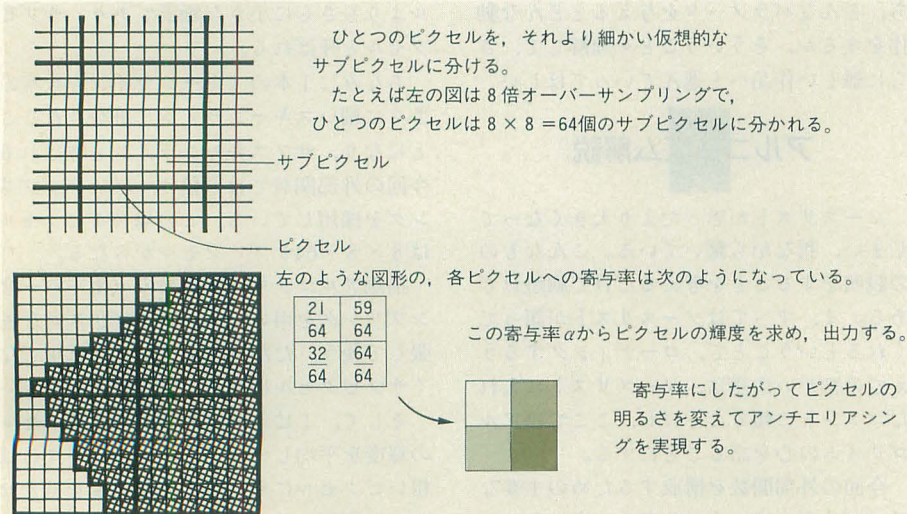 ひとつのピクセルを，それより細かい仮想的な
サブピクセルに分ける。
たとえば左の図は8倍オーバーサンプリングで，
ひとつのピクセルは8×8＝64個のサブピクセルに分かれる。
サブピクセル
ピクセル
左のような図形の，各ピクセルへの寄与率は次のようになっている。
21 59
64 64
32 64
64 64
この寄与率αからピクセルの輝度を求め，出力する。
寄与率にしたがってピクセルの
明るさを変えてアンチエリアシン
グを実現する。